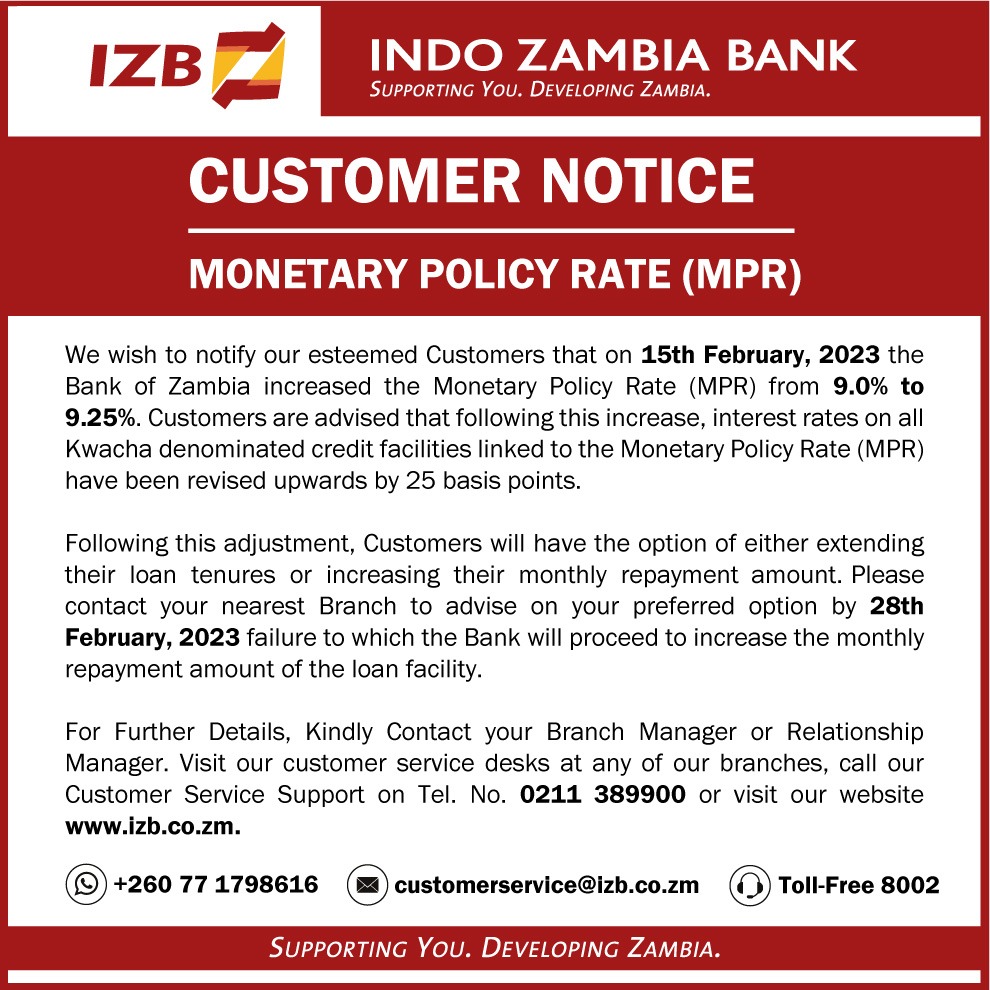 IZB
INDO ZAMBIA BANK
SUPPORTING YOU. DEVELOPING ZAMBIA.
CUSTOMER NOTICE
MONETARY POLICY RATE (MPR)
We wish to notify our esteemed Customers that on 15th February, 2023 the
Bank of Zambia increased the Monetary Policy Rate (MPR) from 9.0% to
9.25%. Customers are advised that following this increase, interest rates on all
Kwacha denominated credit facilities linked to the Monetary Policy Rate (MPR)
have been revised upwards by 25 basis points.
Following this adjustment, Customers will have the option of either extending
their loan tenures or increasing their monthly repayment amount. Please
contact your nearest Branch to advise on your preferred option by 28th
February, 2023 failure to which the Bank will proceed to increase the monthly
repayment amount of the loan facility.
For Further Details, Kindly Contact your Branch Manager or Relationship
Manager. Visit our customer service desks at any of our branches, call our
Customer Service Support on Tel. No. 0211 389900 or visit our website
www.izb.co.zm.
+260 77 1798616 customerservice@izb.co.zm Toll-Free 8002
SUPPORTING YOU. DEVELOPING ZAMBIA.